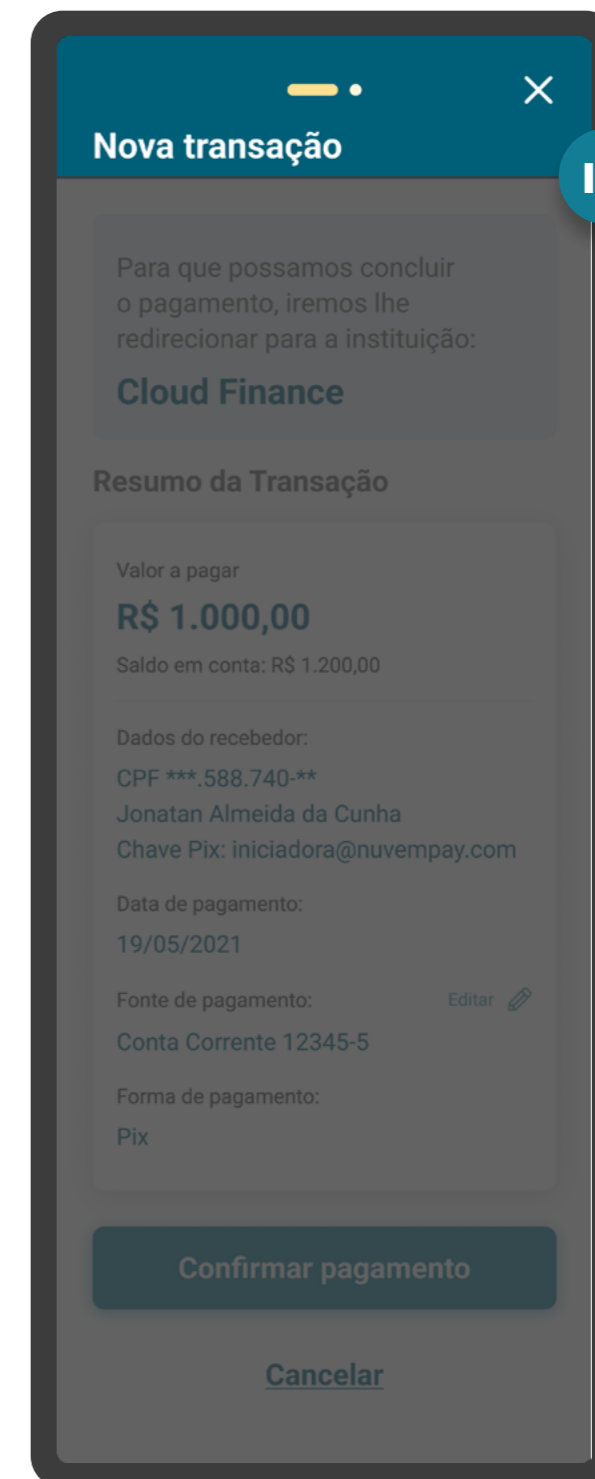 Nova transação
Para que possamos concluir
o pagamento, iremos lhe
redirecionar para a instituição:
Cloud Finance
Resumo da Transação
Valor a pagar
R$ 1.000,00
Saldo em conta: R$ 1.200,00
Dados do recebedor:
CPF ***.588.740-**
Jonatan Almeida da Cunha
Chave Pix: iniciadora@nuvempay.com
Data de pagamento:
19/05/2021
Fonte de pagamento: Editar
Conta Corrente 12345-5
Forma de pagamento:
Pix
Confirmar pagamento
Cancelar